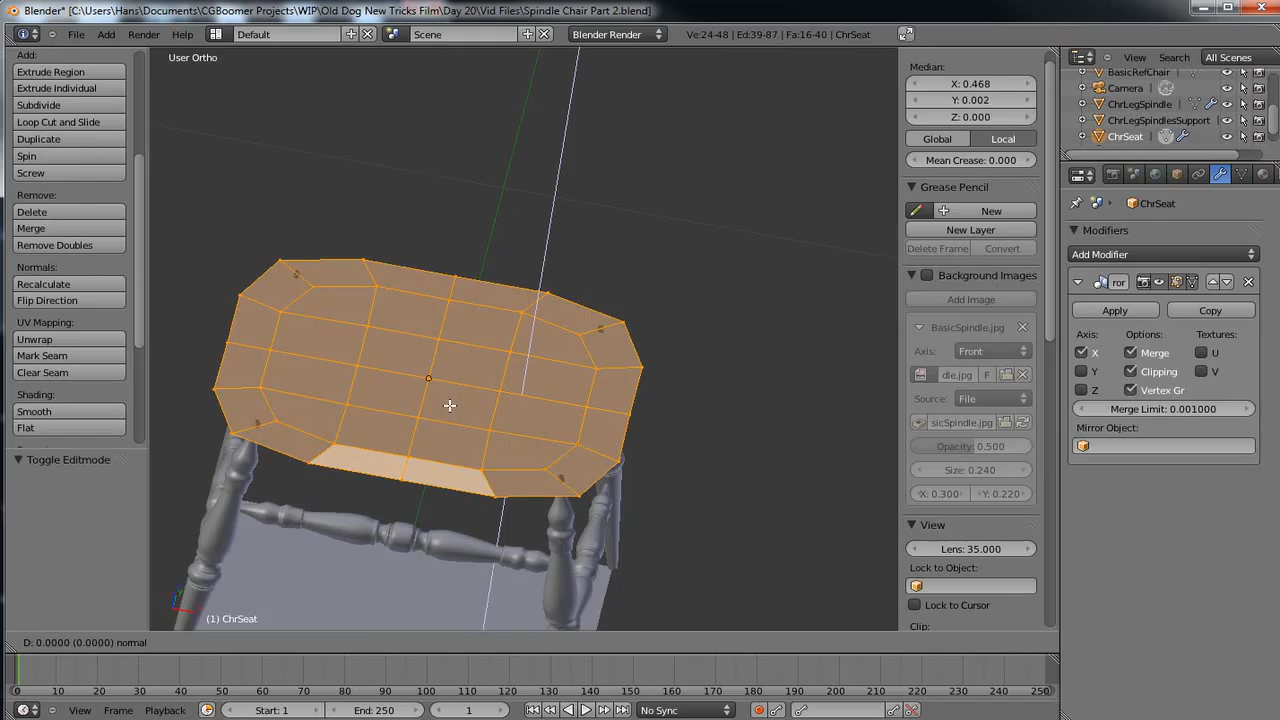 Blender* [C:\Users\Hans\Documents\CGBoomer Projects\WIP\Old Dog New Tricks Film\Day 20\Vid Files\Spindle Chair Part 2.blend]
File Add Render Help Default Scene Blender Render Ve:24-48 | Ed:39-87 | Fa:16-40 | ChrSeat
View Search All Scenes
Add:
Extrude Region
Extrude Individual
Subdivide
Loop Cut and Slide
Duplicate
Spin
Screw
Remove:
Delete
Merge
Remove Doubles
Normals:
Recalculate
Flip Direction
UV Mapping:
Unwrap
Mark Seam
Clear Seam
Shading:
Smooth
Flat
Toggle Editmode
User Ortho
(1) ChrSeat
D: 0.0000 (0.0000) normal
Median:
X: 0.468
Y: 0.002
Z: 0.000
Global Local
Mean Crease: 0.000
Grease Pencil
New
New Layer
Delete Frame Convert
Background Images
Add Image
BasicSpindle.jpg
Axis: Front
dle.jpg F
Source: File
sicSpindle.jpg
Opacity: 0.500
Size: 0.240
X: 0.300 Y: 0.220
View
Lens: 35.000
Lock to Object:
Lock to Cursor
Clip:
BasicRefChair
Camera
ChrLegSpindle
ChrLegSpindlesSupport
ChrSeat
ChrSeat
Modifiers
Add Modifier
ror
Apply Copy
Axis: Options: Textures:
X Merge U
Y Clipping V
Z Vertex Gr
Merge Limit: 0.001000
Mirror Object:
0 10 20 30 40 50 60 70 80 90 100 110 120 130 140 150 160 170 180 190 200 210 220 230 240 250
View Frame Playback Start: 1 End: 250 1 No Sync